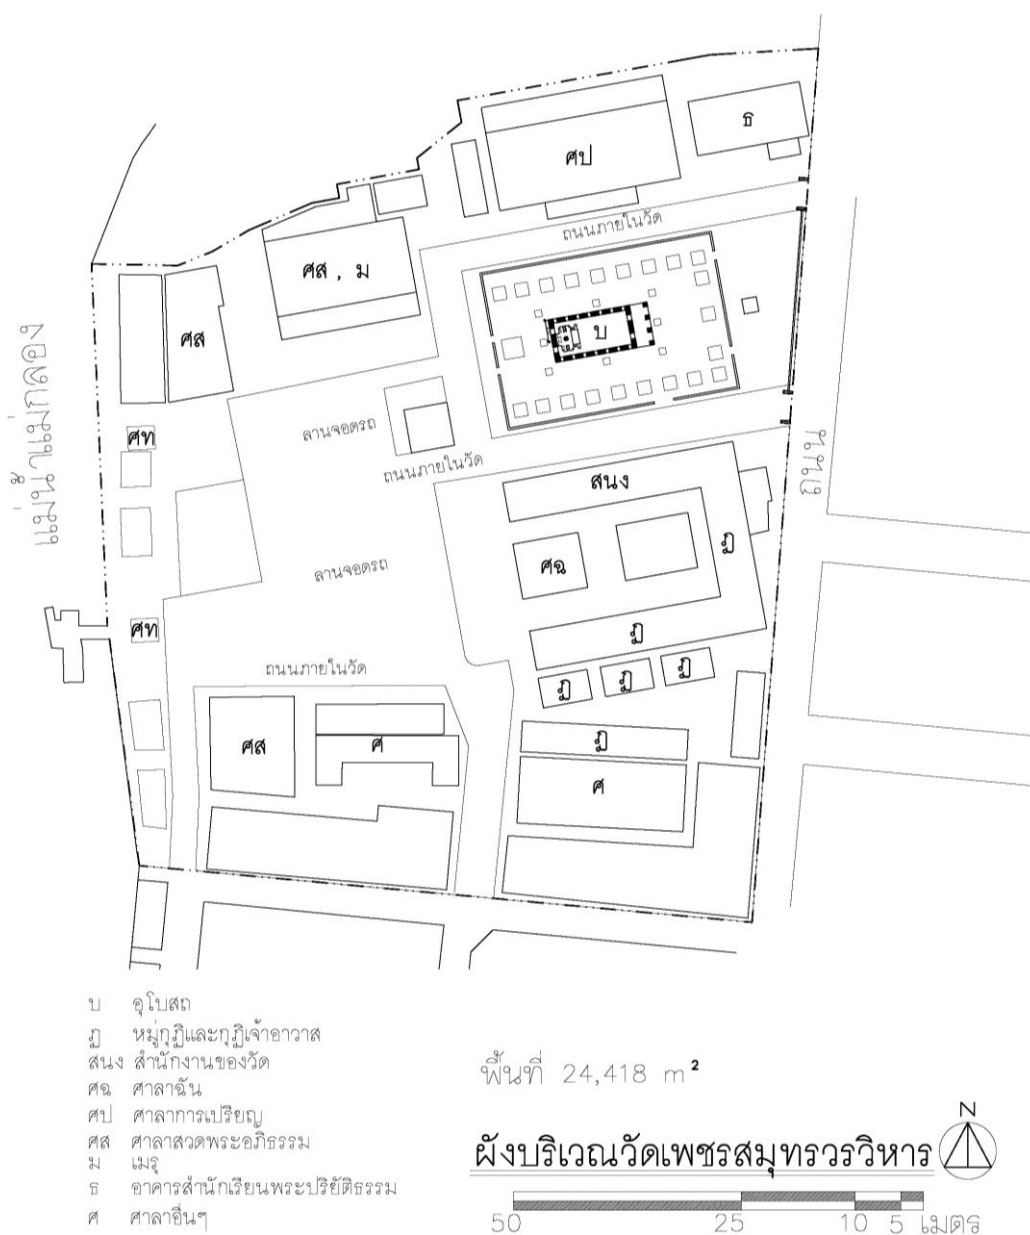 ธ
ศป
ถนนภายในวัด
ศส , ม
บ
ศส
แม่น้ำแม่กลอง
ลานจอดรถ
ศท
ถนนภายในวัด
ถนน
สนง
ฏ
ศฉ
ลานจอดรถ
ศท
ฏ
ถนนภายในวัด
ฏ
ฏ
ฏ
ศส
ศ
ฏ
ศ
บ อุโบสถ
ฏ หมู่กุฏิและกุฏิเจ้าอาวาส
สนง สำนักงานของวัด
ศฉ ศาลาฉัน
ศป ศาลาการเปรียญ
ศส ศาลาสวดพระอภิธรรม
ม เมรุ
ธ อาคารสำนักเรียนพระปริยัติธรรม
ศ ศาลาอื่นๆ
พื้นที่ 24,418 m²
N
ผังบริเวณวัดเพชรสมุทรวรวิหาร
50 25 10 5 เมตร